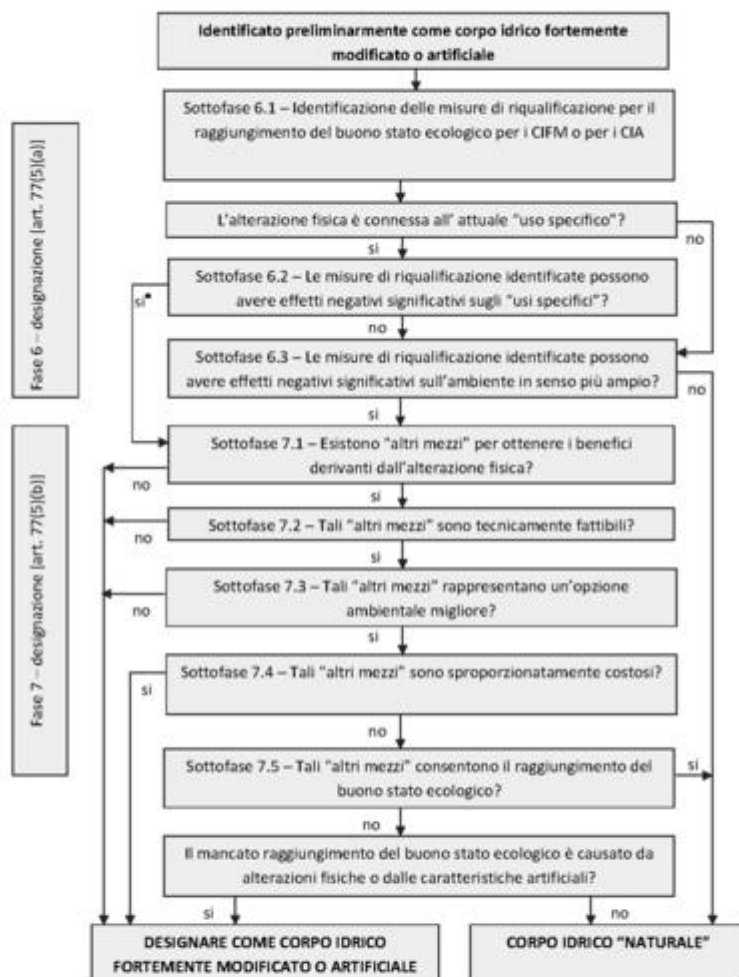 Identificato preliminarmente come corpo idrico fortemente
modificato o artificiale
Fase 6 – designazione [art. 77(5)(a)]
Sottofase 6.1 – Identificazione delle misure di riqualificazione per il
raggiungimento del buono stato ecologico per i CIFM o per i CIA
L'alterazione fisica è connessa all' attuale "uso specifico"?
si
no
Sottofase 6.2 – Le misure di riqualificazione identificate possono
avere effetti negativi significativi sugli "usi specifici"?
si*
no
Sottofase 6.3 – Le misure di riqualificazione identificate possono
avere effetti negativi significativi sull'ambiente in senso più ampio?
si
no
Fase 7 – designazione [art. 77(5)(b)]
Sottofase 7.1 – Esistono "altri mezzi" per ottenere i benefici
derivanti dall'alterazione fisica?
no
si
Sottofase 7.2 – Tali "altri mezzi" sono tecnicamente fattibili?
no
si
Sottofase 7.3 – Tali "altri mezzi" rappresentano un'opzione
ambientale migliore?
no
si
Sottofase 7.4 – Tali "altri mezzi" sono sproporzionatamente costosi?
si
no
Sottofase 7.5 – Tali "altri mezzi" consentono il raggiungimento del
buono stato ecologico?
si
no
Il mancato raggiungimento del buono stato ecologico è causato da
alterazioni fisiche o dalle caratteristiche artificiali?
si
no
DESIGNARE COME CORPO IDRICO
FORTEMENTE MODIFICATO O ARTIFICIALE
CORPO IDRICO "NATURALE"